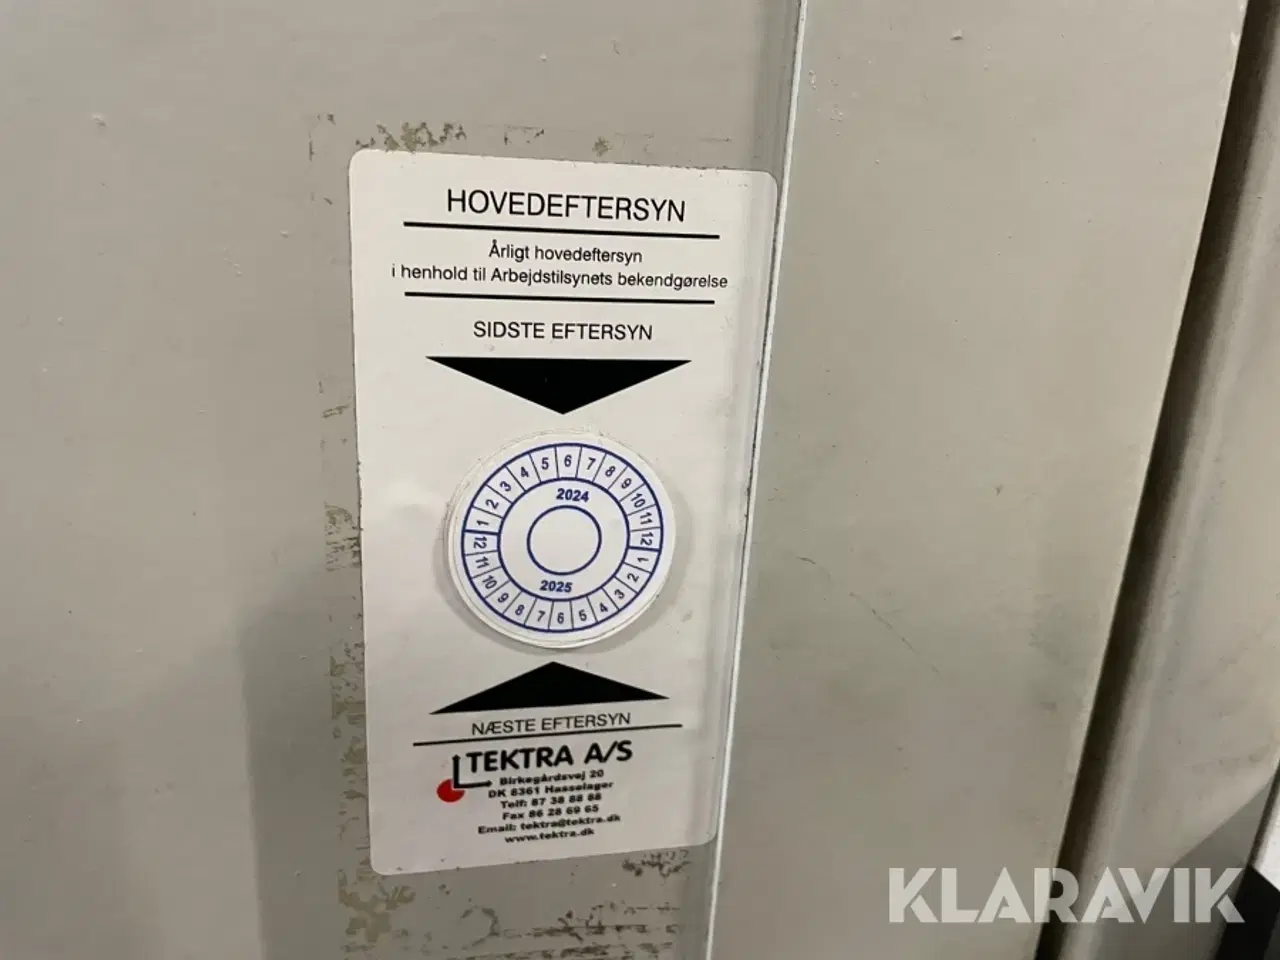 HOVEDEFTERSYN
Årligt hovedeftersyn
i henhold til Arbejdstilsynets bekendgørelse
SIDSTE EFTERSYN
1 2 3 4 5 6 7 8 9 10 11 12
2024
2025
12 11 10 9 8 7 6 5 4 3 2 1
NÆSTE EFTERSYN
TEKTRA A/S
Birkegårdsvej 20
DK 8361 Hasselager
Telf: 87 38 88 88
Fax 86 28 69 65
Email: tektra@tektra.dk
www.tektra.dk
KLARAVIK